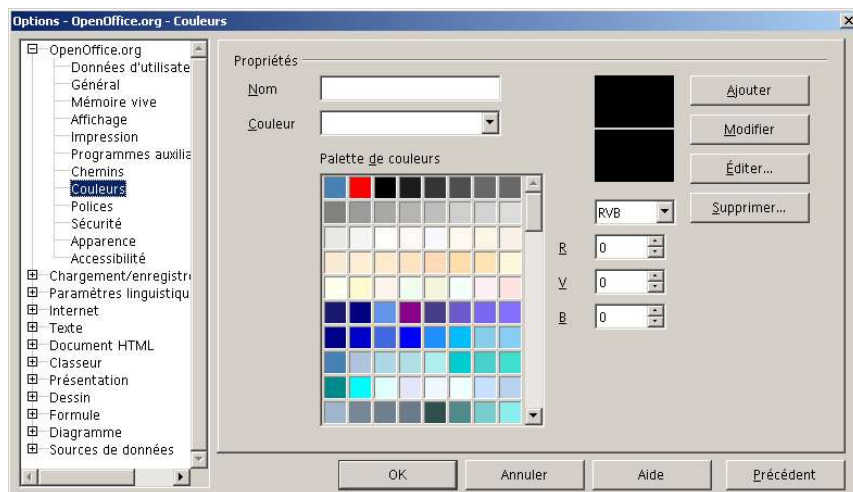 Options - OpenOffice.org - Couleurs
OpenOffice.org
Données d'utilisate
Général
Mémoire vive
Affichage
Impression
Programmes auxilia
Chemins
Couleurs
Polices
Sécurité
Apparence
Accessibilité
Chargement/enregistre
Paramètres linguistiqu
Internet
Texte
Document HTML
Classeur
Présentation
Dessin
Formule
Diagramme
Sources de données
Propriétés
Nom
Couleur
Palette de couleurs
RVB
R 0
V 0
B 0
Ajouter
Modifier
Éditer...
Supprimer...
OK Annuler Aide Précédent